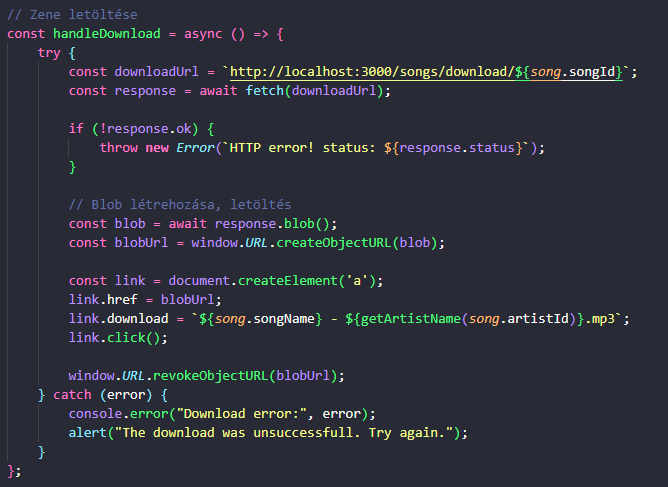 // Zene letöltése
const handleDownload = async () => {
    try {
        const downloadUrl = `http://localhost:3000/songs/download/${song.songId}`;
        const response = await fetch(downloadUrl);

        if (!response.ok) {
            throw new Error(`HTTP error! status: ${response.status}`);
        }

        // Blob létrehozása, letöltés
        const blob = await response.blob();
        const blobUrl = window.URL.createObjectURL(blob);

        const link = document.createElement('a');
        link.href = blobUrl;
        link.download = `${song.songName} - ${getArtistName(song.artistId)}.mp3`;
        link.click();

        window.URL.revokeObjectURL(blobUrl);
    } catch (error) {
        console.error("Download error:", error);
        alert("The download was unsuccessfull. Try again.");
    }
};